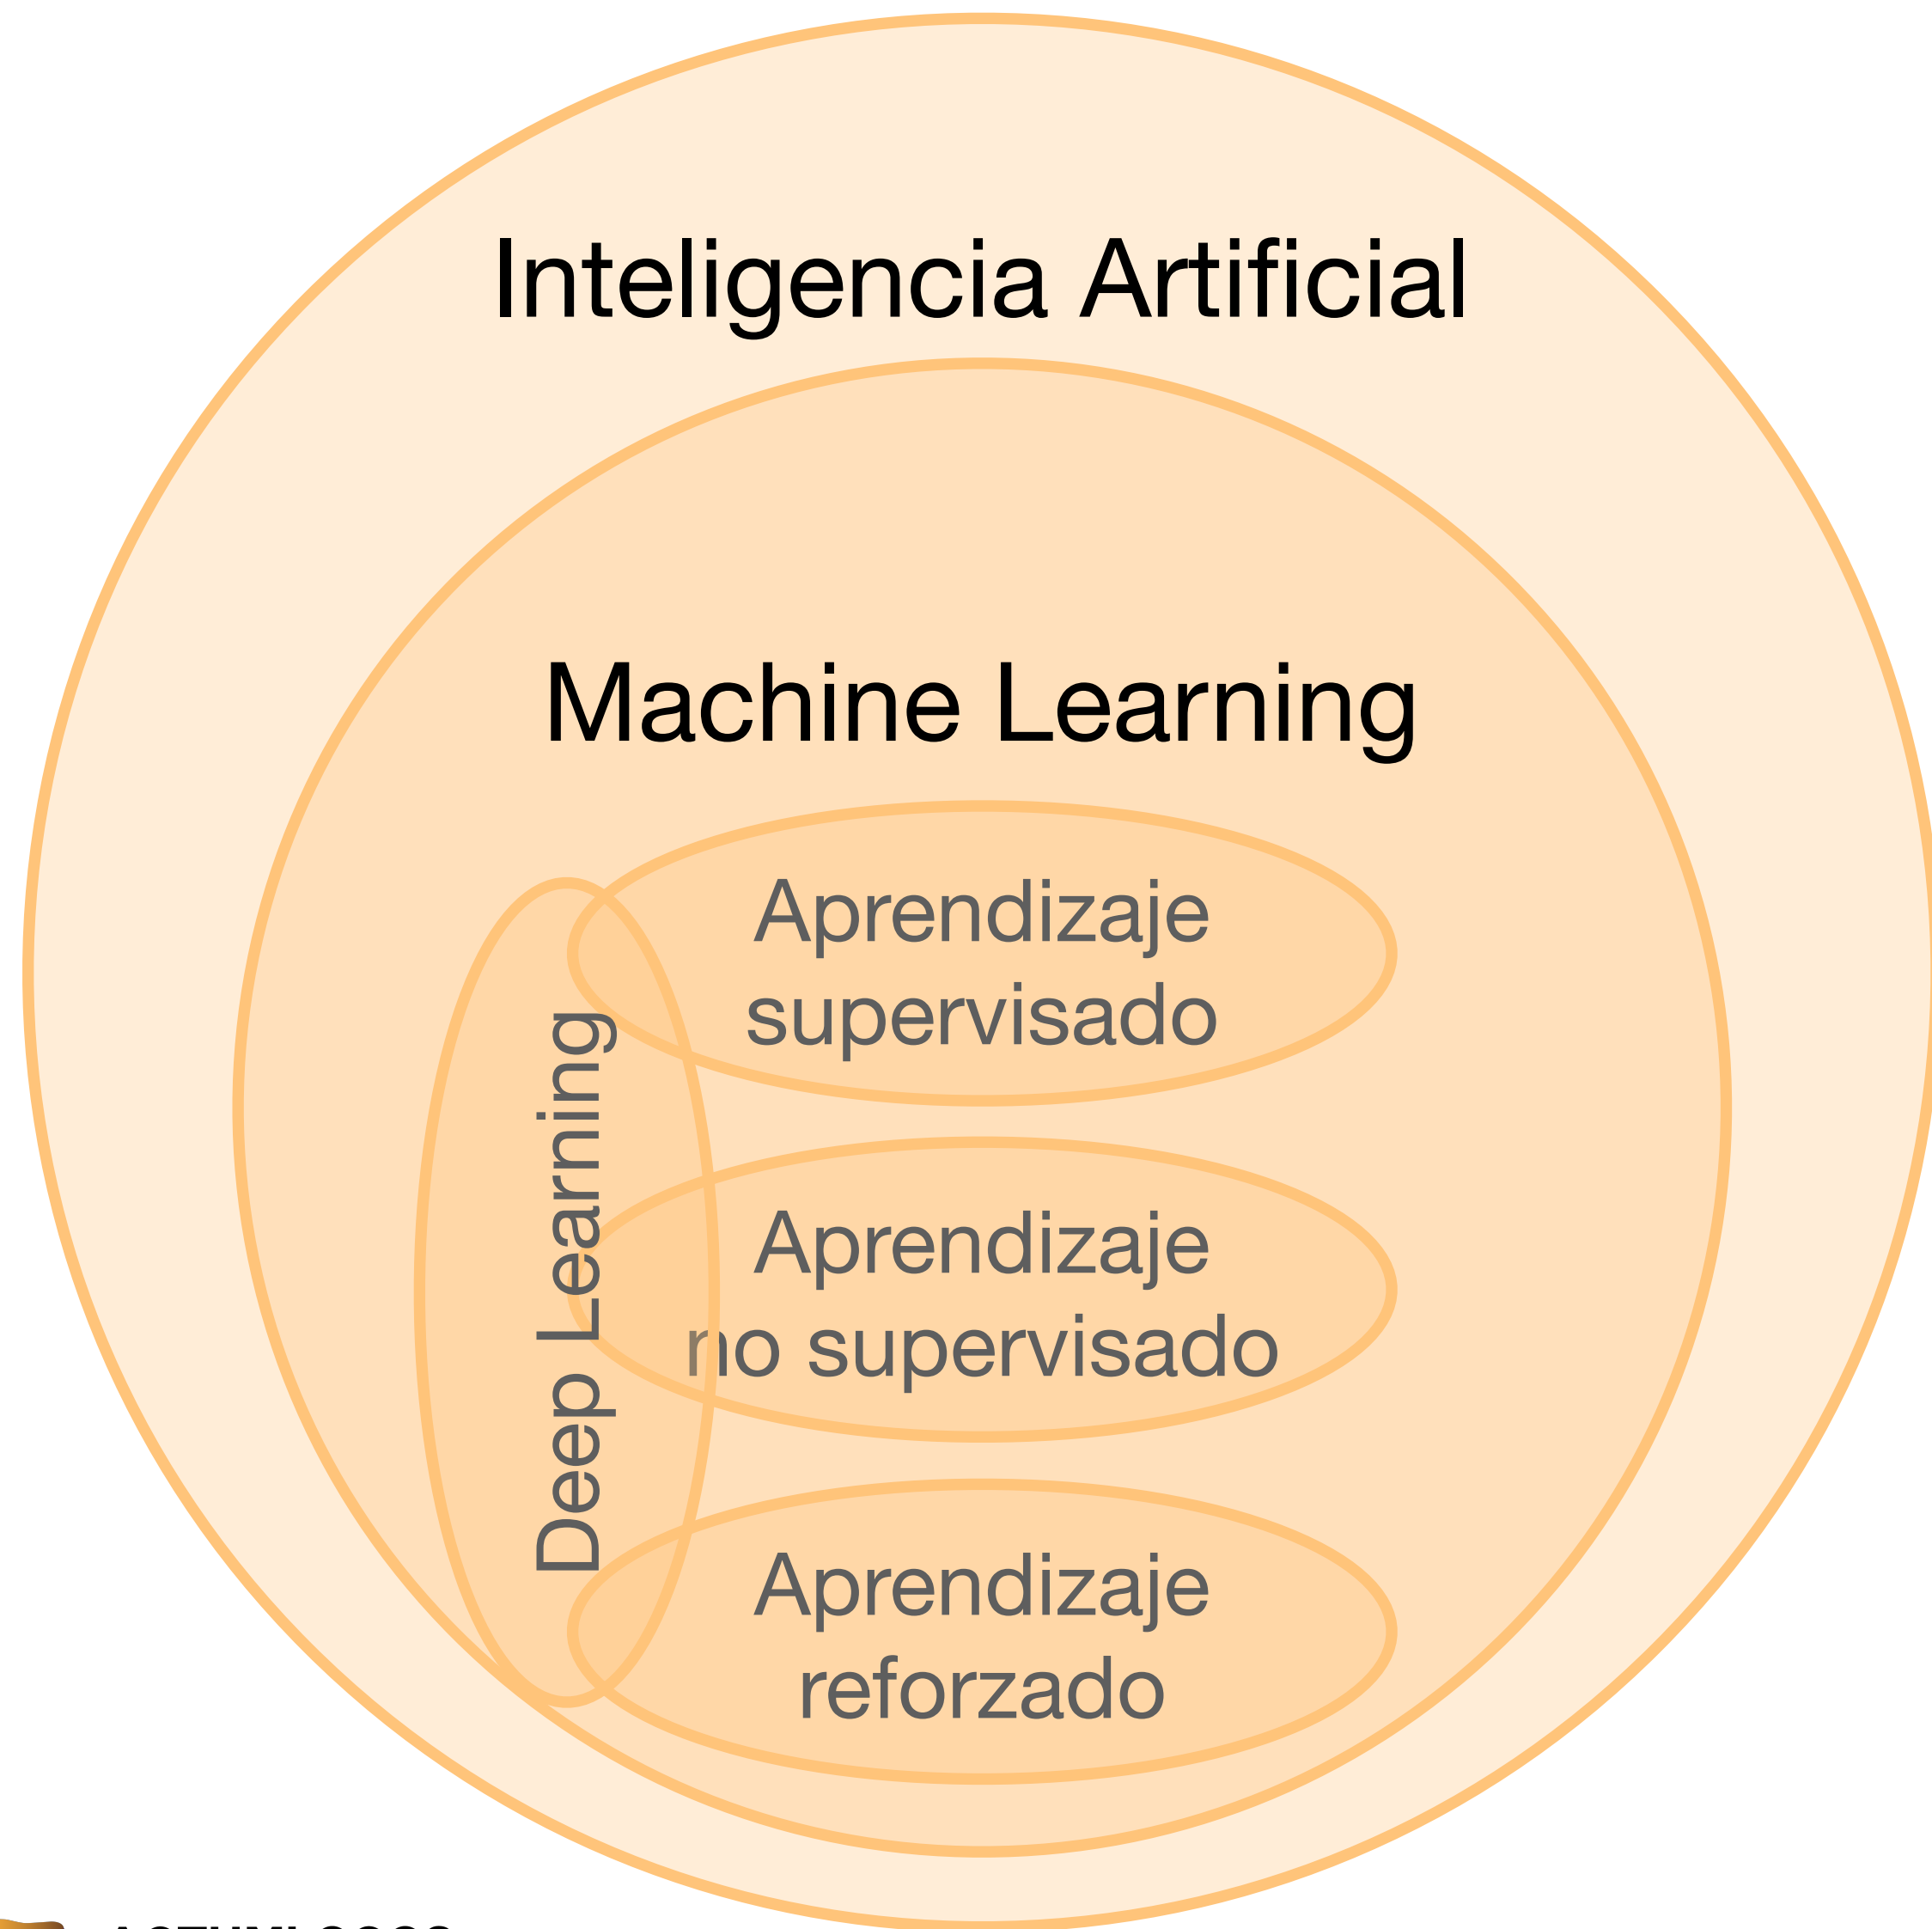 Inteligencia Artificial
Machine Learning
Aprendizaje
supervisado
Deep Learning
Aprendizaje
no supervisado
Aprendizaje
reforzado